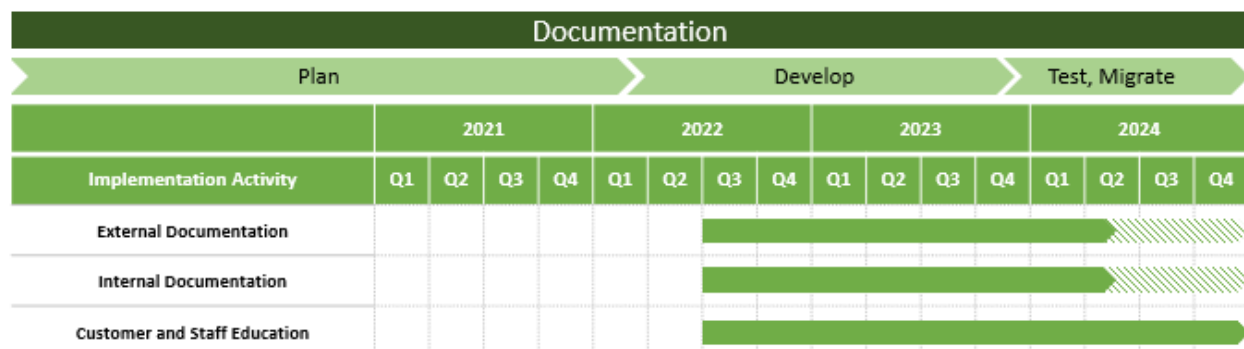 Documentation
Plan Develop Test, Migrate
2021 2022 2023 2024
Implementation Activity Q1 Q2 Q3 Q4 Q1 Q2 Q3 Q4 Q1 Q2 Q3 Q4 Q1 Q2 Q3 Q4
External Documentation
Internal Documentation
Customer and Staff Education